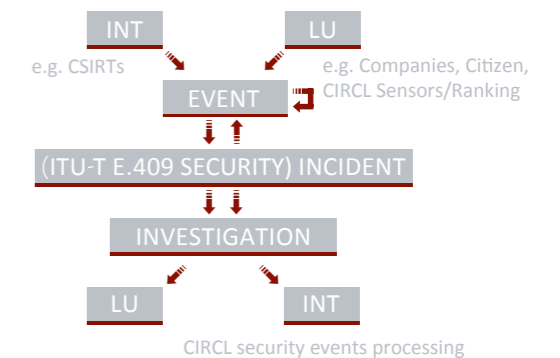 INT
LU
e.g. CSIRTs
e.g. Companies, Citizen,
CIRCL Sensors/Ranking
EVENT
(ITU-T E.409 SECURITY) INCIDENT
INVESTIGATION
LU
INT
CIRCL security events processing